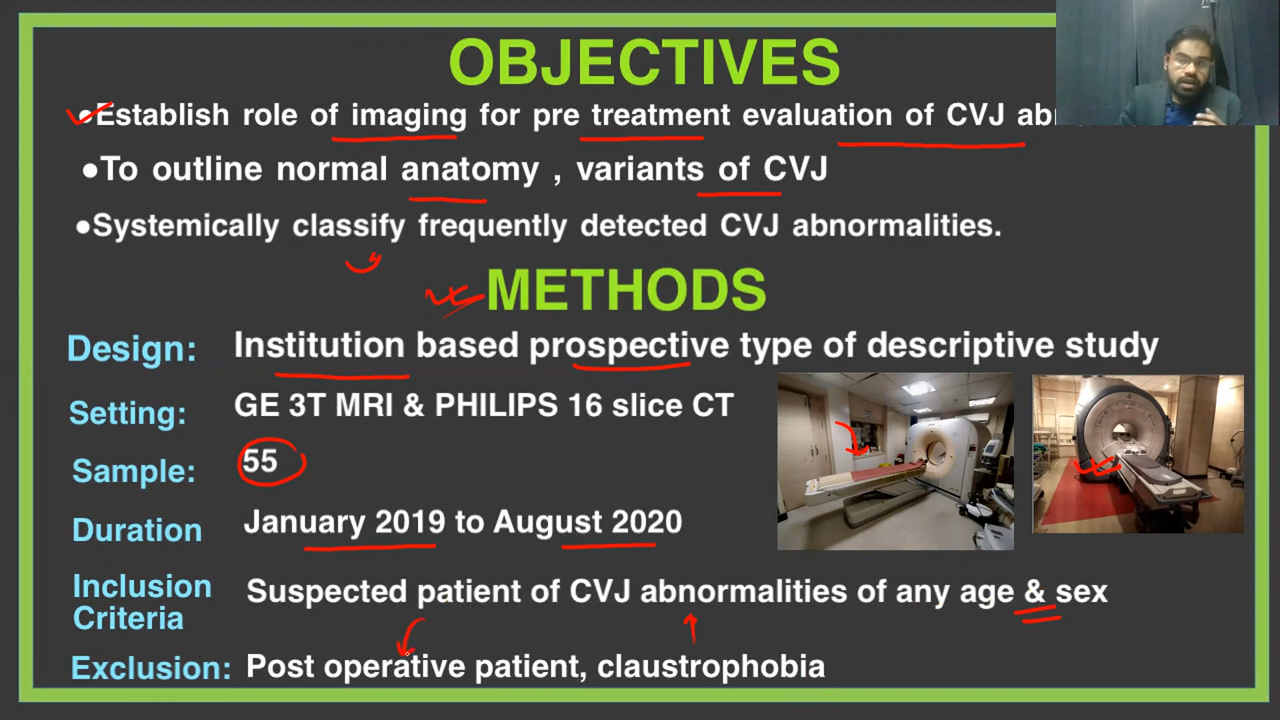 OBJECTIVES
●Establish role of imaging for pre treatment evaluation of CVJ
●To outline normal anatomy , variants of CVJ
●Systemically classify frequently detected CVJ abnormalities.
METHODS
Design: Institution based prospective type of descriptive study
Setting: GE 3T MRI & PHILIPS 16 slice CT
Sample: 55
Duration January 2019 to August 2020
Inclusion Criteria Suspected patient of CVJ abnormalities of any age & sex
Exclusion: Post operative patient, claustrophobia